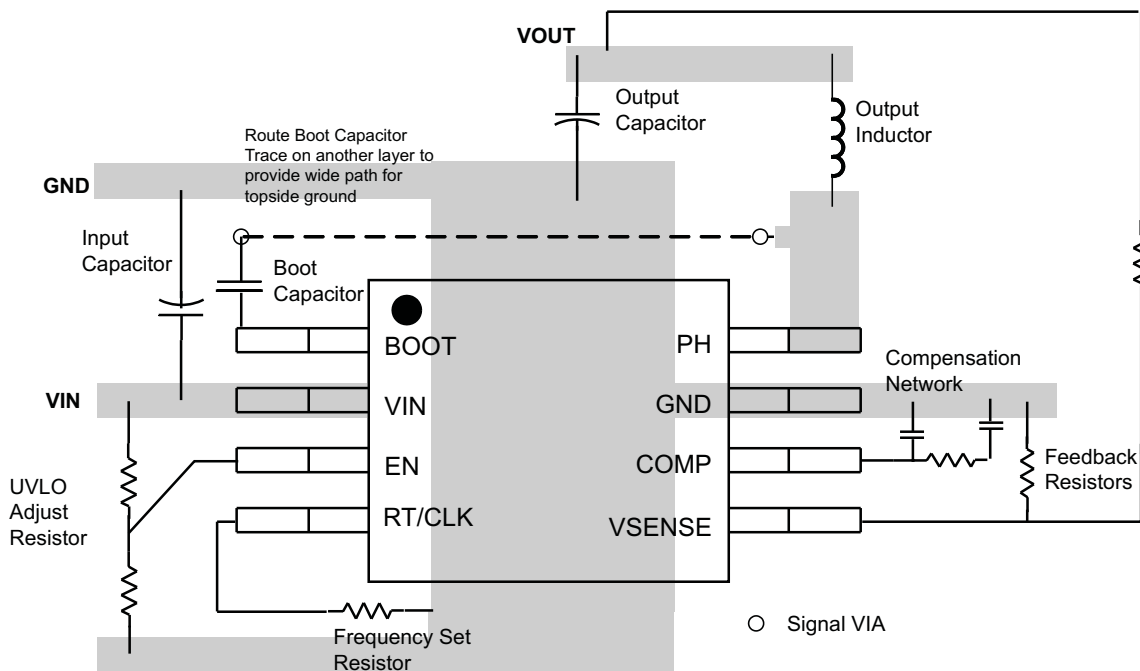 VOUT
Output
Capacitor
Output
Inductor
Route Boot Capacitor
Trace on another layer to
provide wide path for
topside ground
GND
Input
Capacitor
Boot
Capacitor
BOOT
PH
Compensation
Network
VIN
VIN
GND
EN
COMP
Feedback
Resistors
UVLO
Adjust
Resistor
RT/CLK
VSENSE
Frequency Set
Resistor
Signal VIA